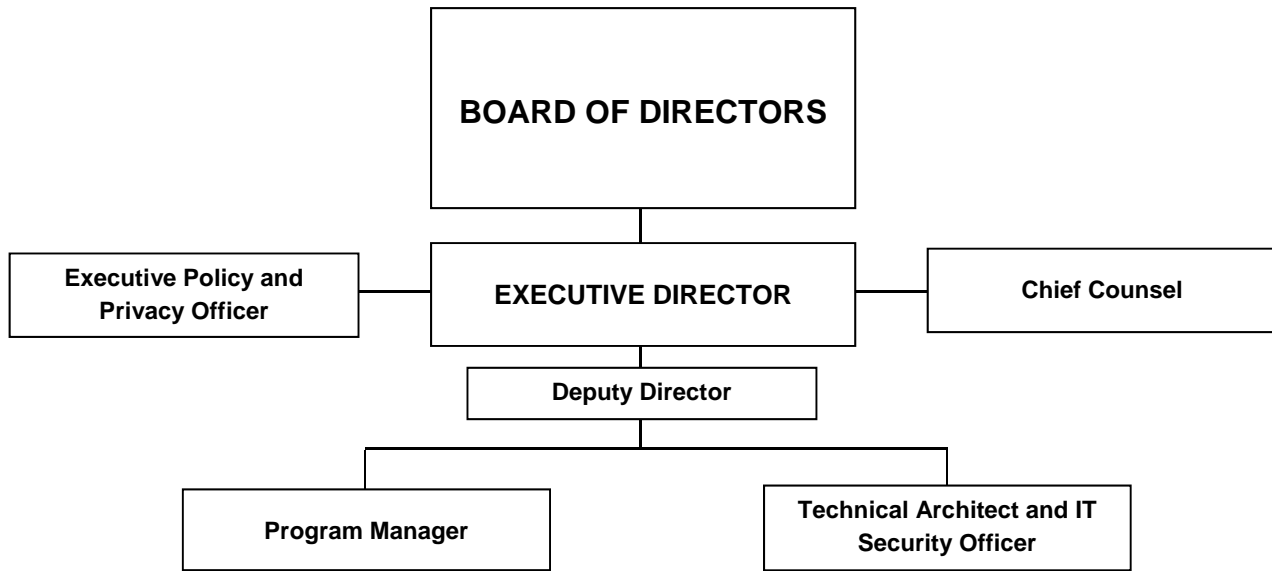 BOARD OF DIRECTORS
Executive Policy and
Privacy Officer
EXECUTIVE DIRECTOR
Chief Counsel
Deputy Director
Program Manager
Technical Architect and IT
Security Officer